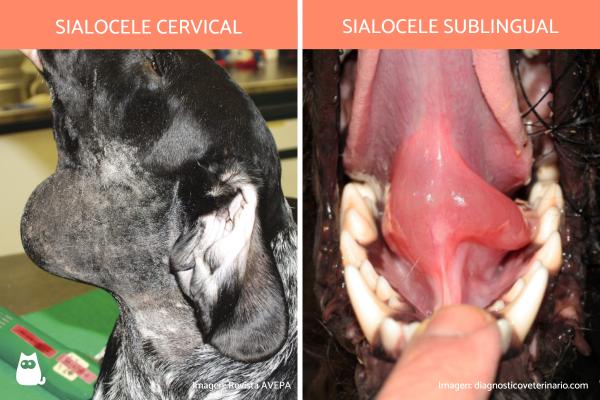 SIALOCELE CERVICAL
SIALOCELE SUBLINGUAL
Imagen: Revista AVEPA
Imagen: diagnosticoveterinario.com